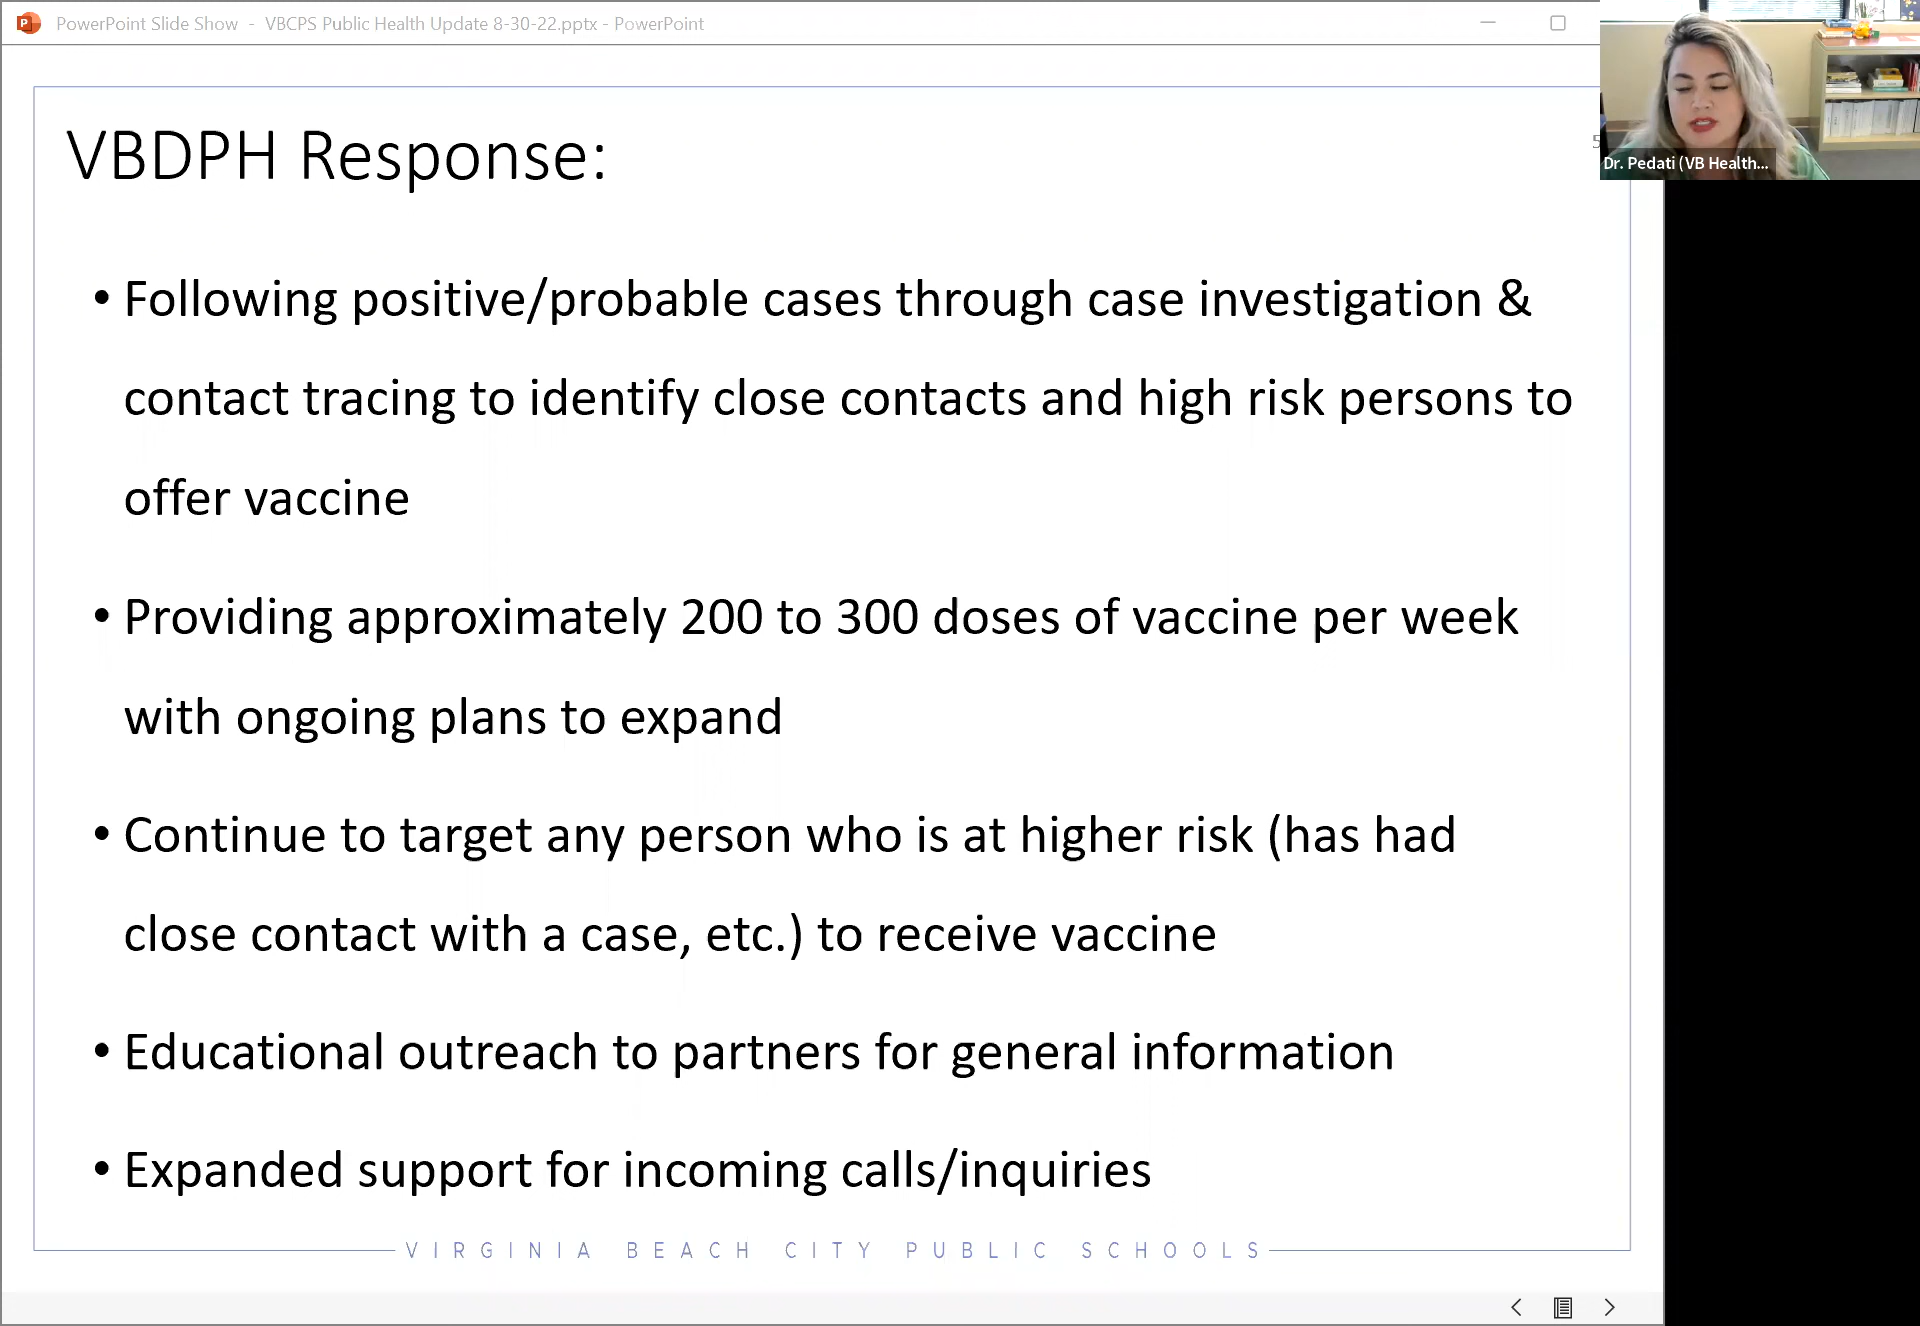 PowerPoint Slide Show - VBCPS Public Health Update 8-30-22.pptx - PowerPoint
VBDPH Response:
5
Dr. Pedati (VB Health...
• Following positive/probable cases through case investigation &
contact tracing to identify close contacts and high risk persons to
offer vaccine
• Providing approximately 200 to 300 doses of vaccine per week
with ongoing plans to expand
• Continue to target any person who is at higher risk (has had
close contact with a case, etc.) to receive vaccine
• Educational outreach to partners for general information
• Expanded support for incoming calls/inquiries
VIRGINIA BEACH CITY PUBLIC SCHOOLS